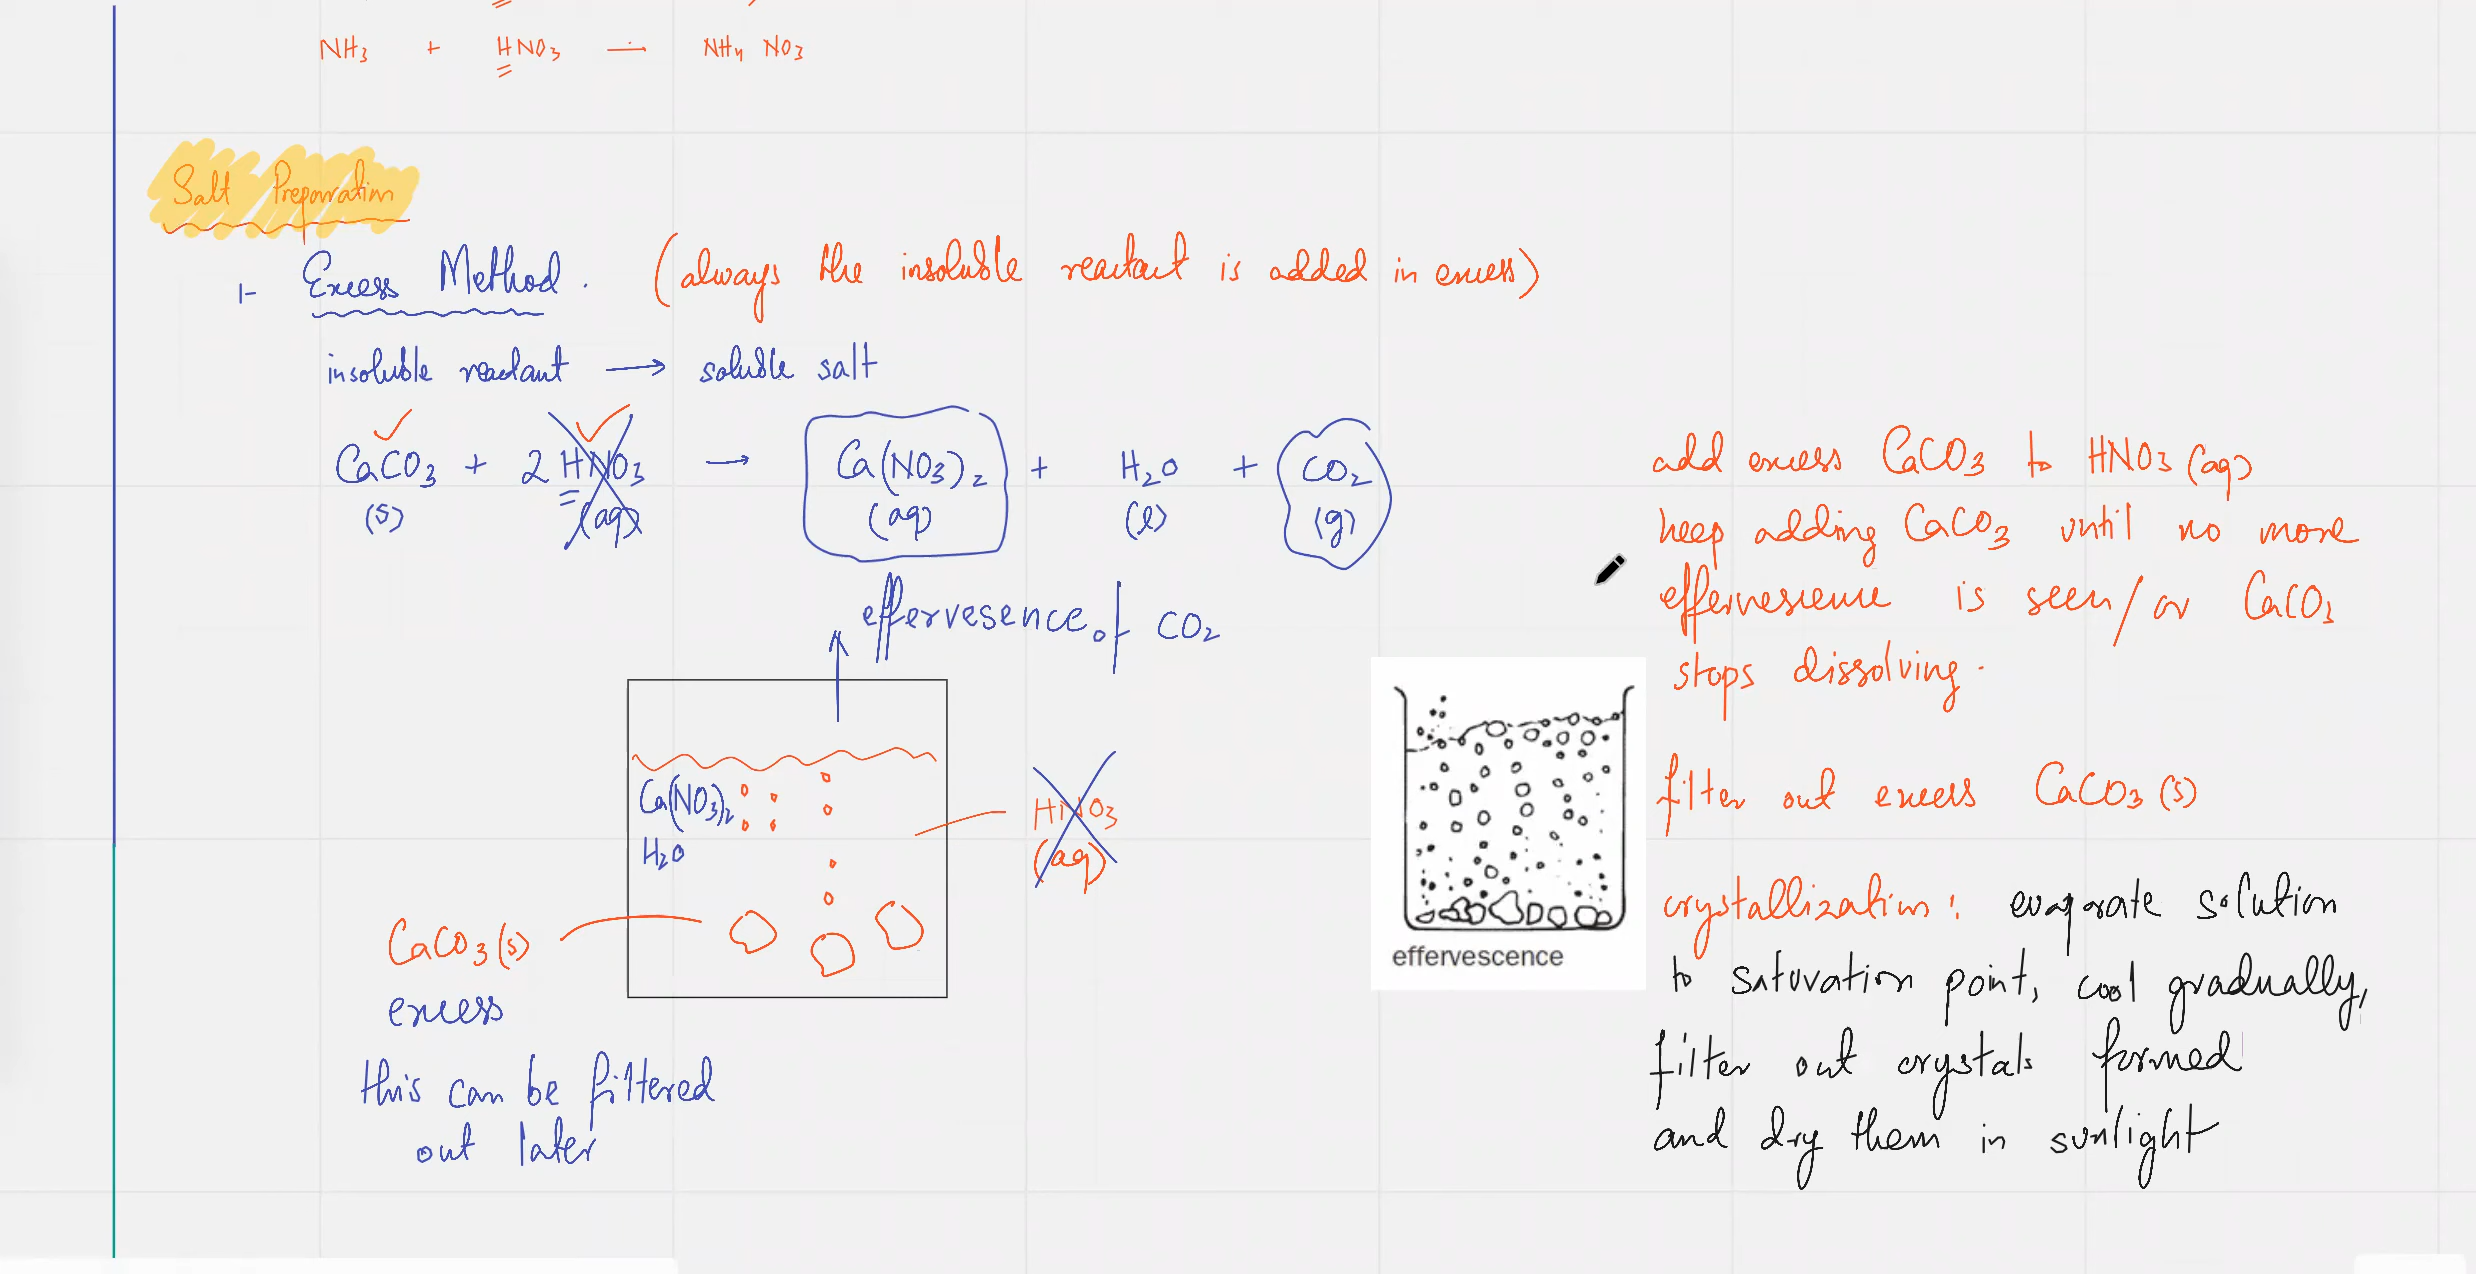 NH3 + HNO3 — NH4 NO3
Salt Preparation
1- Excess Method. (always the insoluble reactant is added in excess)
insoluble reactant → soluble salt
CaCO3 + 2 HNO3 → Ca(NO3)2 + H2O + CO2
(s) (aq) (aq) (l) (g)
effervesence of CO2
Ca(NO3)2
H2O
HNO3
(aq)
CaCO3 (s)
excess
this can be filtered
out later
effervescence
add excess CaCO3 to HNO3 (aq)
keep adding CaCO3 until no more
effervescence is seen/or CaCO3
stops dissolving.
filter out excess CaCO3 (s)
crystallization: evaporate solution
to saturation point, cool gradually,
filter out crystals formed
and dry them in sunlight